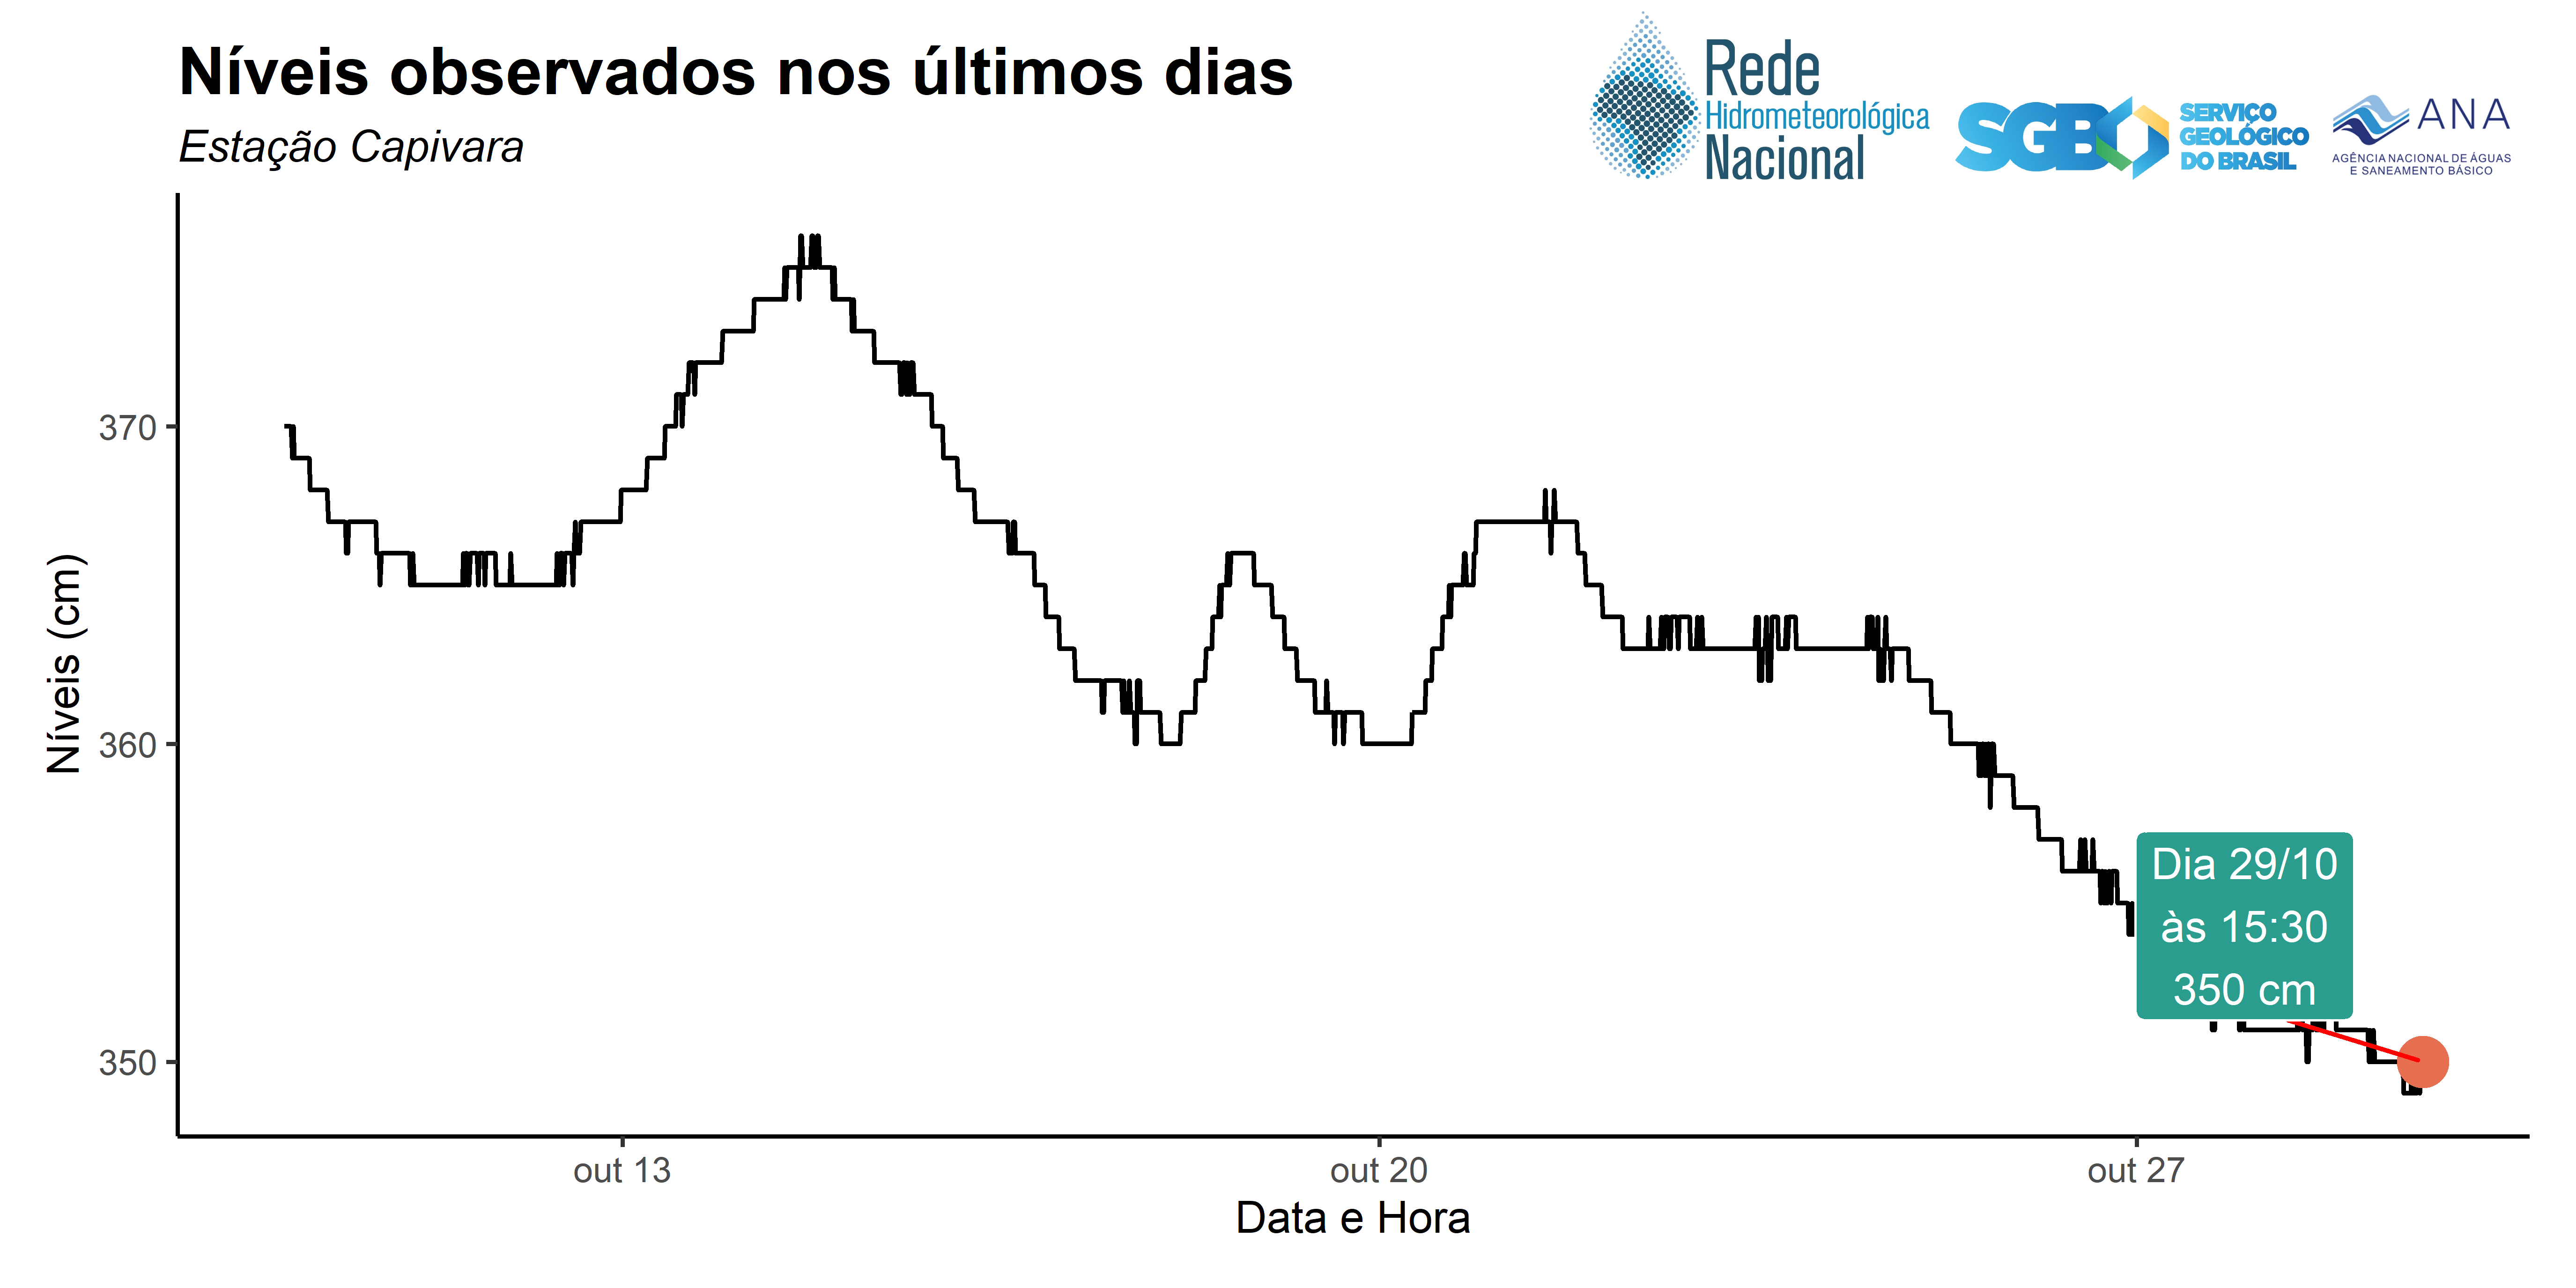 Níveis observados nos últimos dias
Estação Capivara
Rede
Hidrometeorológica
Nacional
SGB
SERVIÇO
GEOLÓGICO
DO BRASIL
ANA
AGÊNCIA NACIONAL DE ÁGUAS
E SANEAMENTO BÁSICO
Níveis (cm)
370
360
350
Dia 29/10
às 15:30
350 cm
out 13
out 20
out 27
Data e Hora